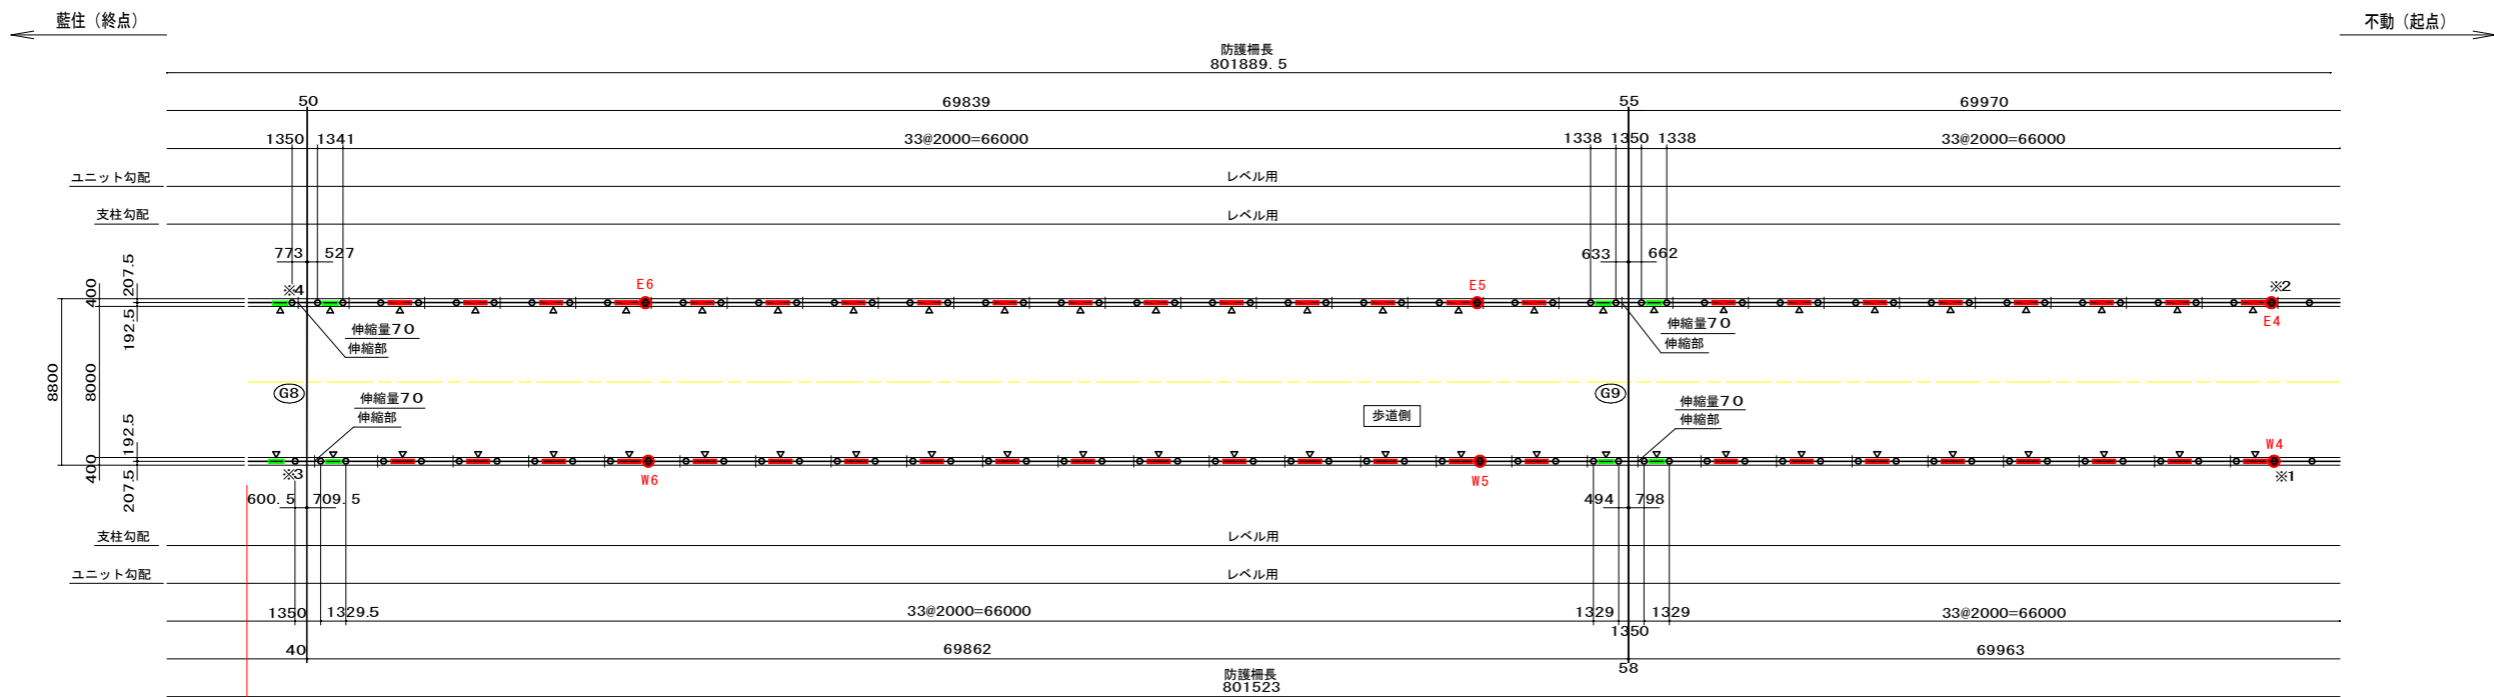 藍住（終点）
不動（起点）
防護柵長
801889.5
50
69839
55
69970
1350
1341
33@2000=66000
1338
1350
1338
33@2000=66000
ユニット勾配
レベル用
支柱勾配
レベル用
773
527
633
662
207.5
400
192.5
※4
E6
E5
※2
E4
伸縮量70
伸縮部
伸縮量70
伸縮部
8800
8000
G8
G9
伸縮量70
伸縮部
歩道側
伸縮量70
伸縮部
192.5
400
207.5
※3
W6
W5
W4
※1
600.5
709.5
494
798
支柱勾配
レベル用
ユニット勾配
レベル用
1350
1329.5
33@2000=66000
1329
1350
1329
33@2000=66000
40
69862
58
69963
防護柵長
801523